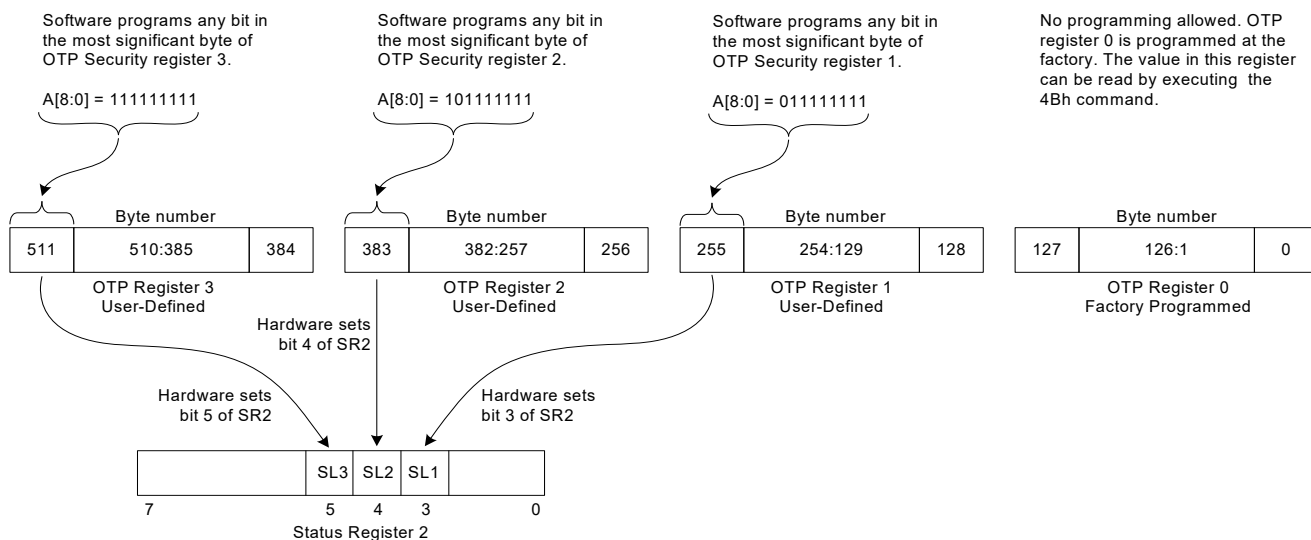 Software programs any bit in
the most significant byte of
OTP Security register 3.
A[8:0] = 111111111
Software programs any bit in
the most significant byte of
OTP Security register 2.
A[8:0] = 101111111
Software programs any bit in
the most significant byte of
OTP Security register 1.
A[8:0] = 011111111
No programming allowed. OTP
register 0 is programmed at the
factory. The value in this register
can be read by executing the
4Bh command.
Byte number
511 510:385 384
OTP Register 3
User-Defined
Byte number
383 382:257 256
OTP Register 2
User-Defined
Byte number
255 254:129 128
OTP Register 1
User-Defined
Byte number
127 126:1 0
OTP Register 0
Factory Programmed
Hardware sets
bit 4 of SR2
Hardware sets
bit 5 of SR2
Hardware sets
bit 3 of SR2
SL3 SL2 SL1
7 5 4 3 0
Status Register 2